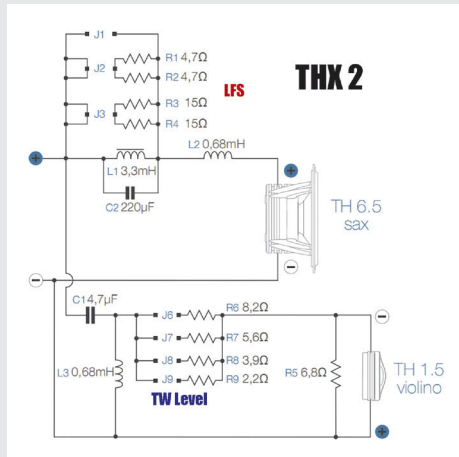 THX 2
J1
J2
R1 4,7Ω
R2 4,7Ω
LFS
J3
R3 15Ω
R4 15Ω
L2 0,68mH
+
L1 3,3mH
C2 220µF
+
TH 6.5
sax
−
−
C1 4,7µF
J6
R6 8,2Ω
−
J7
R7 5,6Ω
L3 0,68mH
J8
R8 3,9Ω
R5 6,8Ω
TH 1.5
violino
J9
R9 2,2Ω
TW Level
+